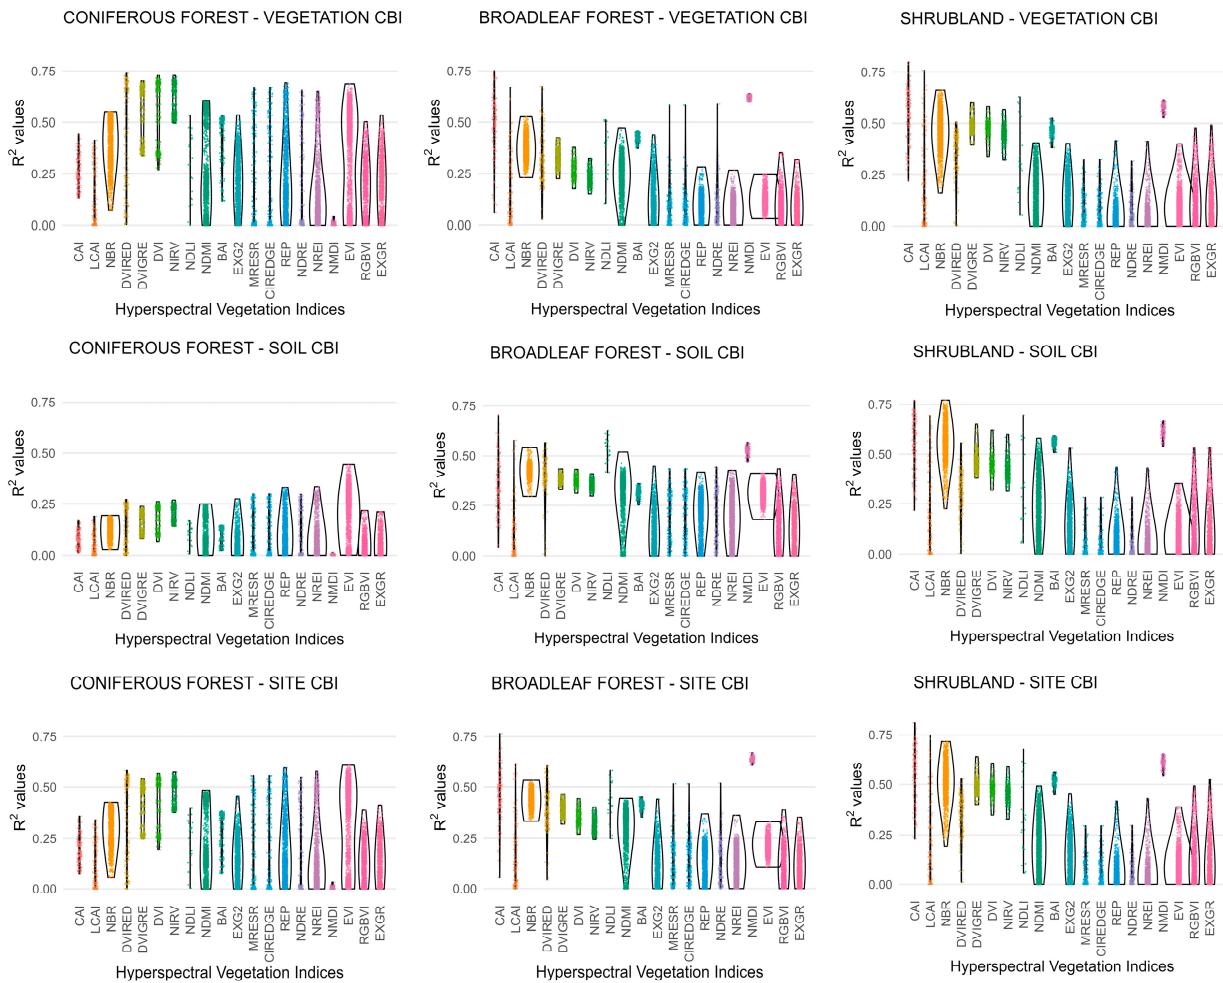 CONIFEROUS FOREST - VEGETATION CBI
R² values
0.75
0.50
0.25
0.00
CAI LCAI NBR DVIRED DVIGRE DVI NIRV NDLI NDMI BAI EXG2 MRESR CIREDGE REP NDRE NREI NMDI EVI RGBVI EXGR
Hyperspectral Vegetation Indices
BROADLEAF FOREST - VEGETATION CBI
R² values
0.75
0.50
0.25
0.00
CAI LCAI NBR DVIRED DVIGRE DVI NIRV NDLI NDMI BAI EXG2 MRESR CIREDGE REP NDRE NREI NMDI EVI RGBVI EXGR
Hyperspectral Vegetation Indices
SHRUBLAND - VEGETATION CBI
R² values
0.75
0.50
0.25
0.00
CAI LCAI NBR DVIRED DVIGRE DVI NIRV NDLI NDMI BAI EXG2 MRESR CIREDGE REP NDRE NREI NMDI EVI RGBVI EXGR
Hyperspectral Vegetation Indices
CONIFEROUS FOREST - SOIL CBI
R² values
0.75
0.50
0.25
0.00
CAI LCAI NBR DVIRED DVIGRE DVI NIRV NDLI NDMI BAI EXG2 MRESR CIREDGE REP NDRE NREI NMDI EVI RGBVI EXGR
Hyperspectral Vegetation Indices
BROADLEAF FOREST - SOIL CBI
R² values
0.75
0.50
0.25
0.00
CAI LCAI NBR DVIRED DVIGRE DVI NIRV NDLI NDMI BAI EXG2 MRESR CIREDGE REP NDRE NREI NMDI EVI RGBVI EXGR
Hyperspectral Vegetation Indices
SHRUBLAND - SOIL CBI
R² values
0.75
0.50
0.25
0.00
CAI LCAI NBR DVIRED DVIGRE DVI NIRV NDLI NDMI BAI EXG2 MRESR CIREDGE REP NDRE NREI NMDI EVI RGBVI EXGR
Hyperspectral Vegetation Indices
CONIFEROUS FOREST - SITE CBI
R² values
0.75
0.50
0.25
0.00
CAI LCAI NBR DVIRED DVIGRE DVI NIRV NDLI NDMI BAI EXG2 MRESR CIREDGE REP NDRE NREI NMDI EVI RGBVI EXGR
Hyperspectral Vegetation Indices
BROADLEAF FOREST - SITE CBI
R² values
0.75
0.50
0.25
0.00
CAI LCAI NBR DVIRED DVIGRE DVI NIRV NDLI NDMI BAI EXG2 MRESR CIREDGE REP NDRE NREI NMDI EVI RGBVI EXGR
Hyperspectral Vegetation Indices
SHRUBLAND - SITE CBI
R² values
0.75
0.50
0.25
0.00
CAI LCAI NBR DVIRED DVIGRE DVI NIRV NDLI NDMI BAI EXG2 MRESR CIREDGE REP NDRE NREI NMDI EVI RGBVI EXGR
Hyperspectral Vegetation Indices